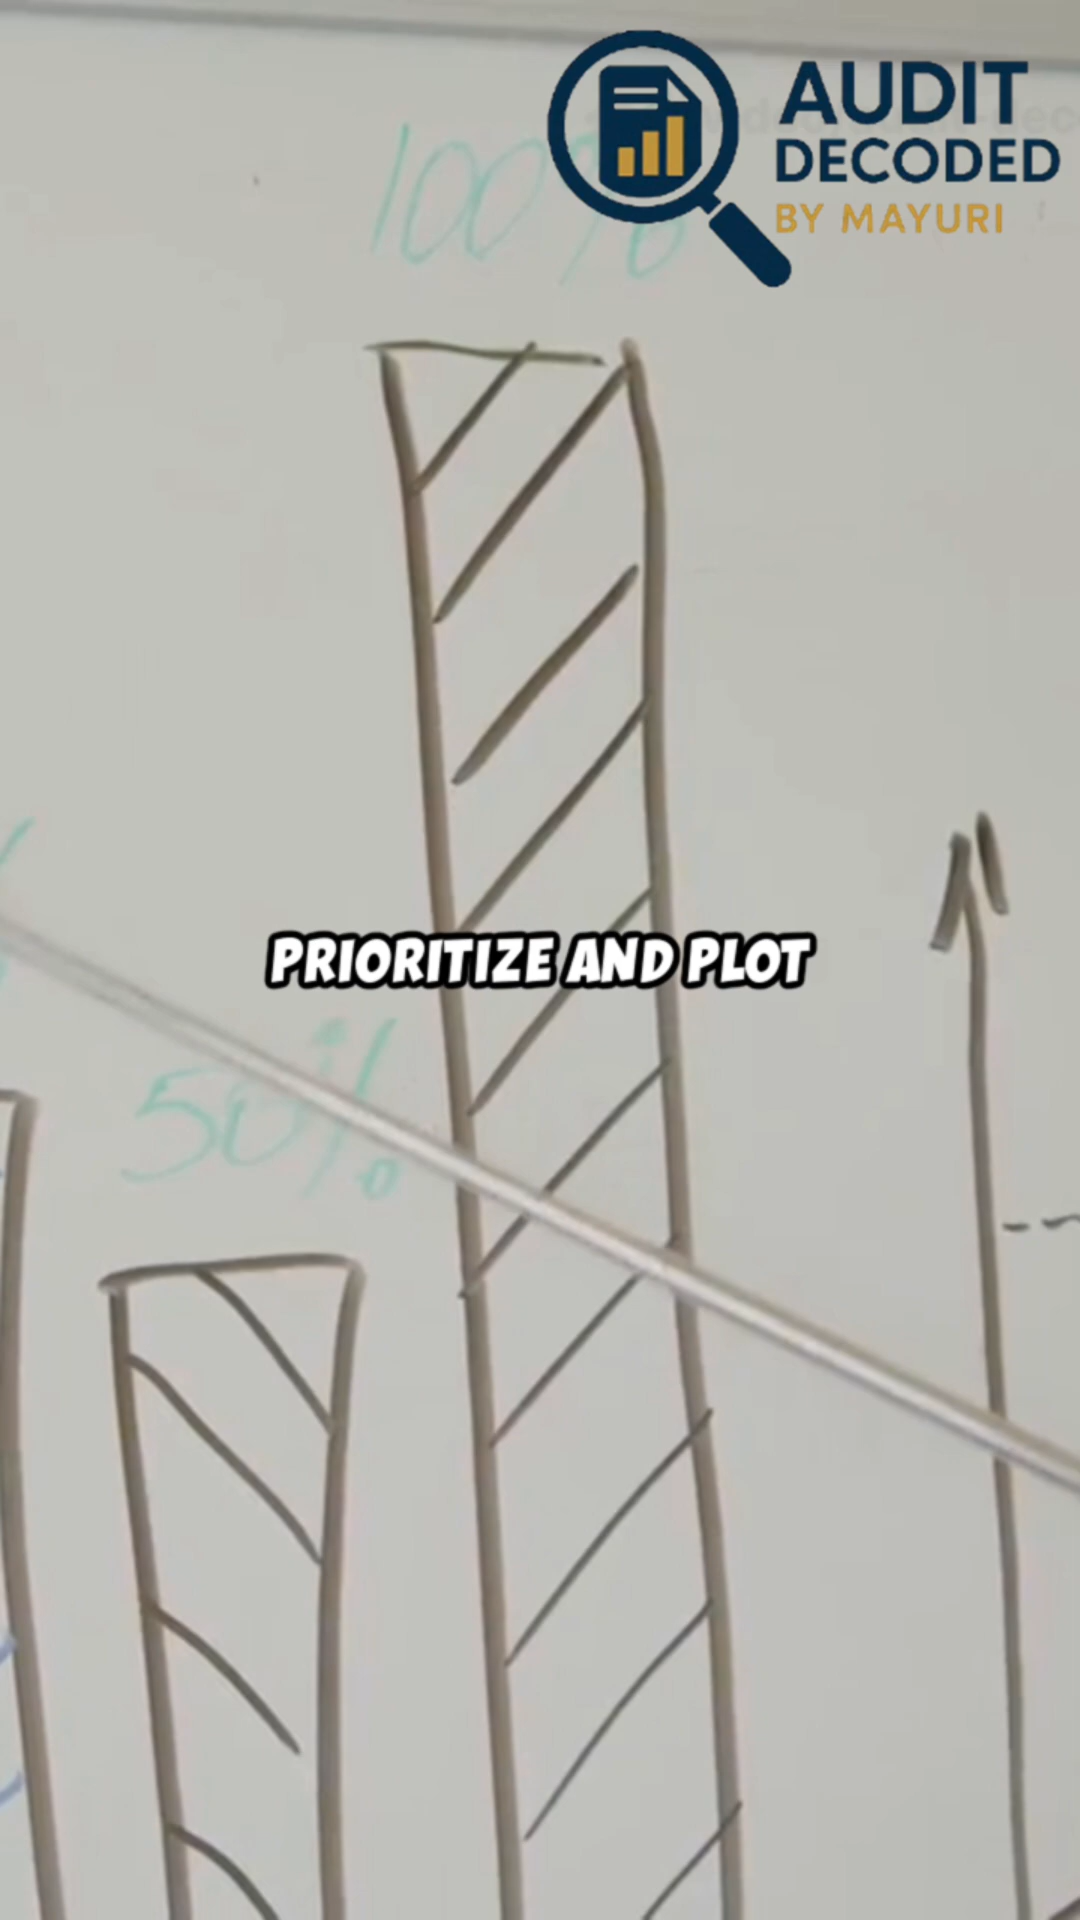 AUDIT
DECODED
BY MAYURI
100%
PRIORITIZE AND PLOT
50%